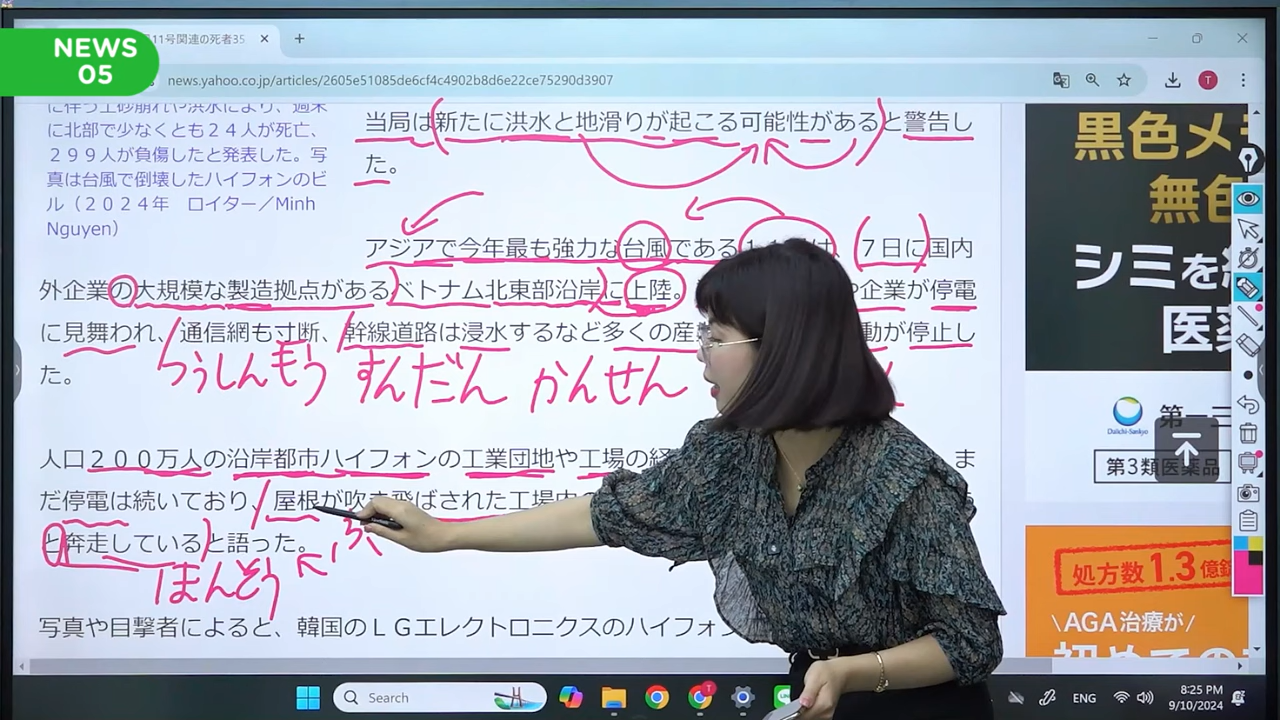 NEWS
05
11号関連の死者35
news.yahoo.co.jp/articles/2605e51085de6cf4c4902b8d6e22ce75290d3907
に伴う土砂崩れや洪水により、週末
に北部で少なくとも２４人が死亡、
２９９人が負傷したと発表した。写
真は台風で倒壊したハイフォンのビ
ル（２０２４年　ロイター／Minh
Nguyen）
当局は新たに洪水と地滑りが起こる可能性があると警告し
た。
アジアで今年最も強力な台風である
は、７日に国内
外企業の大規模な製造拠点があるベトナム北東部沿岸に上陸。
や企業が停電
に見舞われ、通信網も寸断、幹線道路は浸水するなど多くの産
動が停止し
つうしんもう すんだん かんせん
た。
人口２００万人の沿岸都市ハイフォンの工業団地や工場の
ま
だ停電は続いており、屋根が吹き飛ばされた工場
と奔走していると語った。
ほんそう
写真や目撃者によると、韓国のＬＧエレクトロニクスのハイフォ
黒色メ
無色
シミを
医薬
Daiichi-Sankyo
第一三
第3類医薬品
処方数1.3億錠
\AGA治療が/
初めての
Search
ENG
8:25 PM
9/10/2024